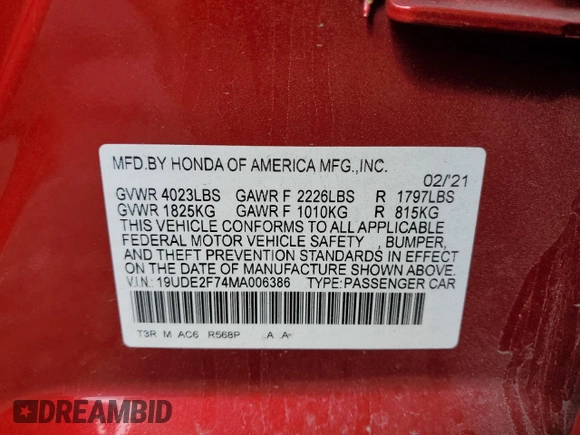 MFD.BY HONDA OF AMERICA MFG.,INC.
02/'21
GVWR 4023LBS GAWR F 2226LBS R 1797LBS
GVWR 1825KG GAWR F 1010KG R 815KG
THIS VEHICLE CONFORMS TO ALL APPLICABLE
FEDERAL MOTOR VEHICLE SAFETY , BUMPER,
AND THEFT PREVENTION STANDARDS IN EFFECT
ON THE DATE OF MANUFACTURE SHOWN ABOVE.
V.I.N.: 19UDE2F74MA006386 TYPE:PASSENGER CAR
T3R M AC6 R568P A A-
DREAMBID